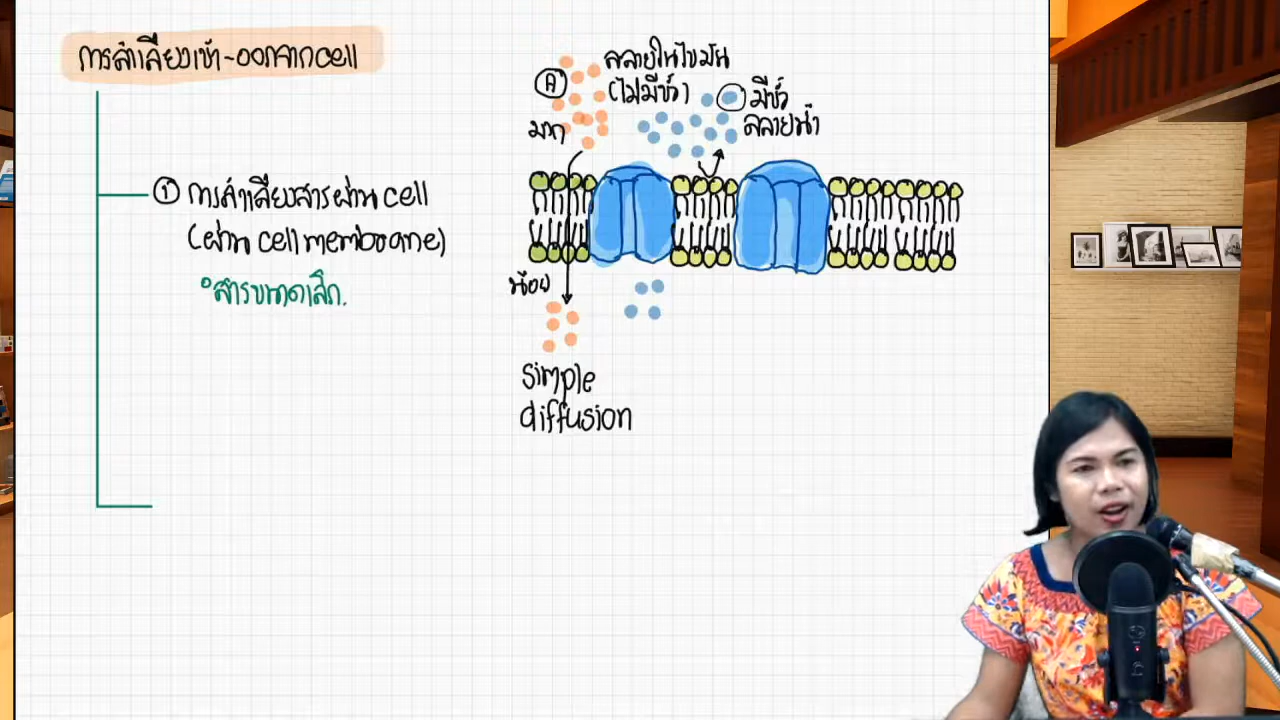 การลำเลียงเข้า-ออกจากcell
① การลำเลียงสารผ่าน cell
(ผ่าน cell membrane)
°สารขนาดเล็ก.
A
สลายในไขมัน
(ไม่มีขั้ว)
มาก
มีขั้ว
สลายน้ำ
น้อย
simple
diffusion